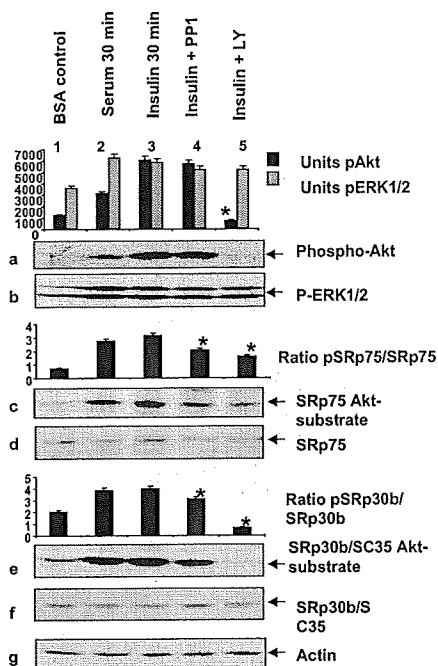 BSA control
Serum 30 min
Insulin 30 min
Insulin + PP1
Insulin + LY
1 2 3 4 5
7000
6000
5000
4000
3000
2000
1000
0
*
Units pAkt
Units pERK1/2
a
Phospho-Akt
b
P-ERK1/2
4
3
2
1
0
* *
Ratio pSRp75/SRp75
c
SRp75 Akt-
substrate
d
SRp75
5
4
3
2
1
0
* *
Ratio pSRp30b/
SRp30b
e
SRp30b/SC35 Akt-
substrate
f
SRp30b/S
C35
g
Actin